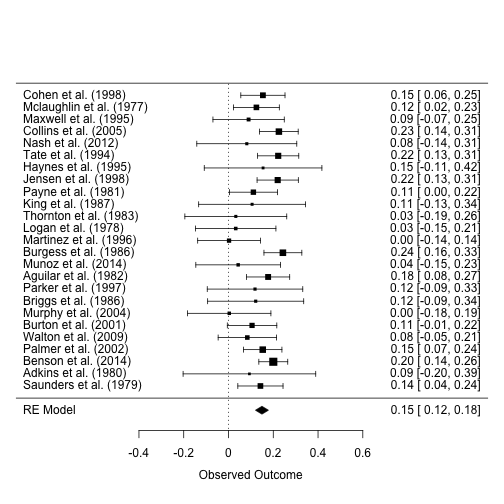 Cohen et al. (1998) 0.15 [ 0.06, 0.25]
Mclaughlin et al. (1977) 0.12 [ 0.02, 0.23]
Maxwell et al. (1995) 0.09 [-0.07, 0.25]
Collins et al. (2005) 0.23 [ 0.14, 0.31]
Nash et al. (2012) 0.08 [-0.14, 0.31]
Tate et al. (1994) 0.22 [ 0.13, 0.31]
Haynes et al. (1995) 0.15 [-0.11, 0.42]
Jensen et al. (1998) 0.22 [ 0.13, 0.31]
Payne et al. (1981) 0.11 [ 0.00, 0.22]
King et al. (1987) 0.11 [-0.13, 0.34]
Thornton et al. (1983) 0.03 [-0.19, 0.26]
Logan et al. (1978) 0.03 [-0.15, 0.21]
Martinez et al. (1996) 0.00 [-0.14, 0.14]
Burgess et al. (1986) 0.24 [ 0.16, 0.33]
Munoz et al. (2014) 0.04 [-0.15, 0.23]
Aguilar et al. (1982) 0.18 [ 0.08, 0.27]
Parker et al. (1997) 0.12 [-0.09, 0.33]
Briggs et al. (1986) 0.12 [-0.09, 0.34]
Murphy et al. (2004) 0.00 [-0.18, 0.19]
Burton et al. (2001) 0.11 [-0.01, 0.22]
Walton et al. (2009) 0.08 [-0.05, 0.21]
Palmer et al. (2002) 0.15 [ 0.07, 0.24]
Benson et al. (2014) 0.20 [ 0.14, 0.26]
Adkins et al. (1980) 0.09 [-0.20, 0.39]
Saunders et al. (1979) 0.14 [ 0.04, 0.24]
RE Model 0.15 [ 0.12, 0.18]
-0.4 -0.2 0 0.2 0.4 0.6
Observed Outcome